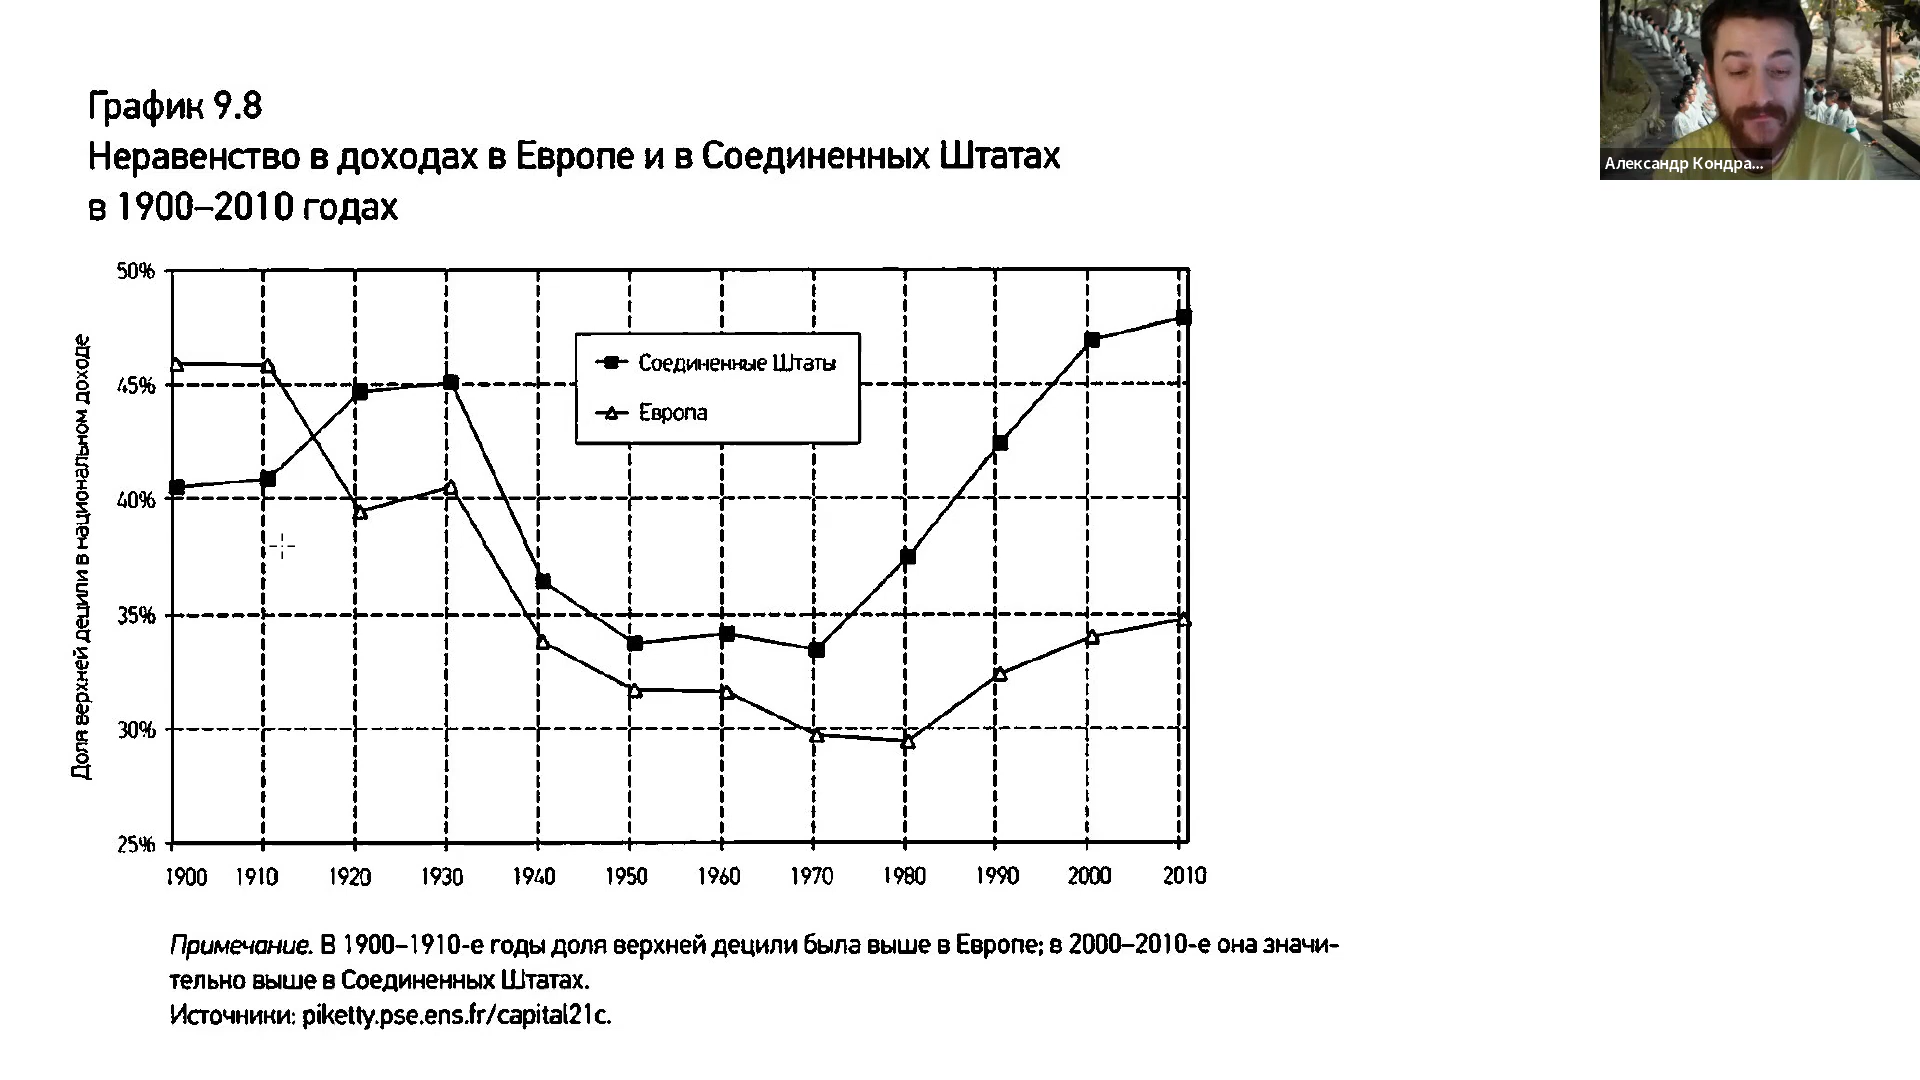 График 9.8
Неравенство в доходах в Европе и в Соединенных Штатах
в 1900–2010 годах
Александр Кондра...
50%
45%
40%
35%
30%
25%
Доля верхней децили в национальном доходе
Соединенные Штаты
Европа
1900 1910 1920 1930 1940 1950 1960 1970 1980 1990 2000 2010
Примечание. В 1900–1910-е годы доля верхней децили была выше в Европе; в 2000–2010-е она значи-
тельно выше в Соединенных Штатах.
Источники: piketty.pse.ens.fr/capital21c.